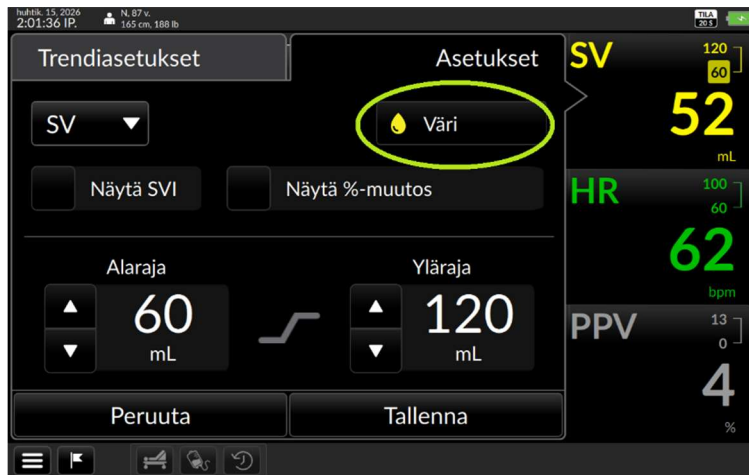 huhtik. 15, 2026
2:01:36 IP.
N, 87 v.
165 cm, 188 lb
TILA
20 S
Trendiasetukset
Asetukset
SV
Väri
Näytä SVI
Näytä %-muutos
Alaraja
60
mL
Yläraja
120
mL
Peruuta
Tallenna
SV
120
60
52
mL
HR
100
60
62
bpm
PPV
13
0
4
%